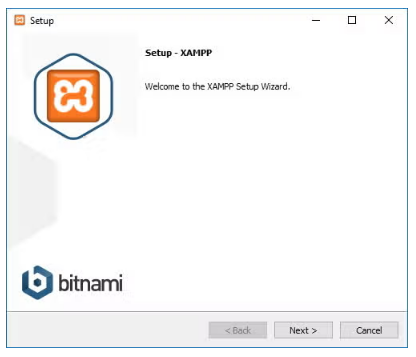 Setup
Setup - XAMPP
Welcome to the XAMPP Setup Wizard.
bitnami
< Back
Next >
Cancel